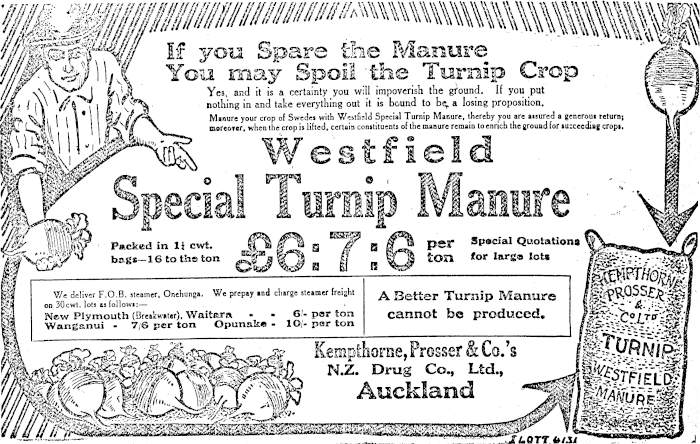 If you Spare the Manure
You may Spoil the Turnip Crop
Yes, and it is a certainty you will impoverish the ground. If you put
nothing in and take everything out it is bound to be a losing proposition.
Manure your crop of Swedes with Westfield Special Turnip Manure, thereby you are assured a generous return;
moreover, when the crop is lifted, certain constituents of the manure remain to enrich the ground for succeeding crops.
Westfield
Special Turnip Manure
Packed in 1¼ cwt.
bags—16 to the ton
£6:7:6
per
ton
Special Quotations
for large lots
We deliver F.O.B. steamer, Onehunga. We prepay and charge steamer freight
on 30cwt. lots as follows:—
New Plymouth (Breakwater), Waitara - - 6/- per ton
Wanganui - 7/6 per ton Opunake - 10/- per ton
A Better Turnip Manure
cannot be produced.
Kempthorne, Prosser & Co.'s
N.Z. Drug Co., Ltd.,
Auckland
KEMPTHORNE
PROSSER
&
Co LTD
TURNIP
WESTFIELD
MANURE